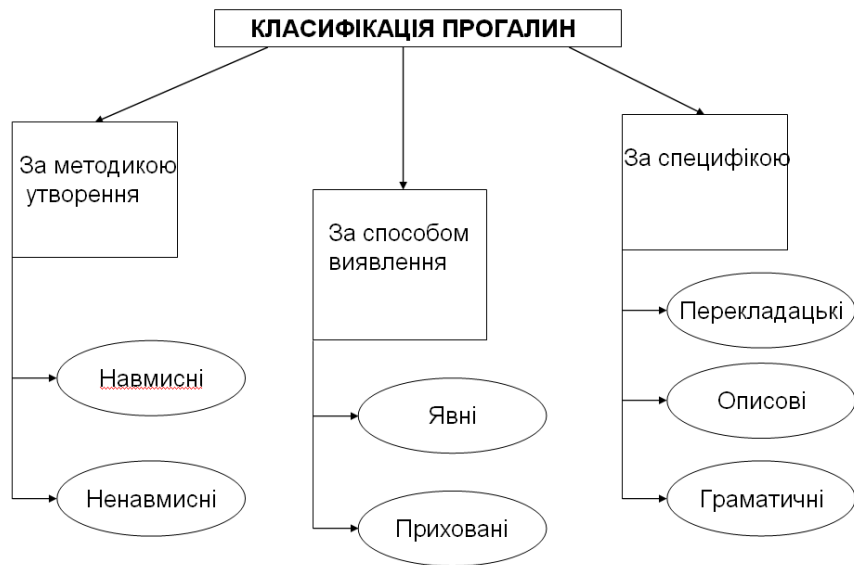 КЛАСИФІКАЦІЯ ПРОГАЛИН
За методикою
утворення
Навмисні
Ненавмисні
За способом
виявлення
Явні
Приховані
За специфікою
Перекладацькі
Описові
Граматичні